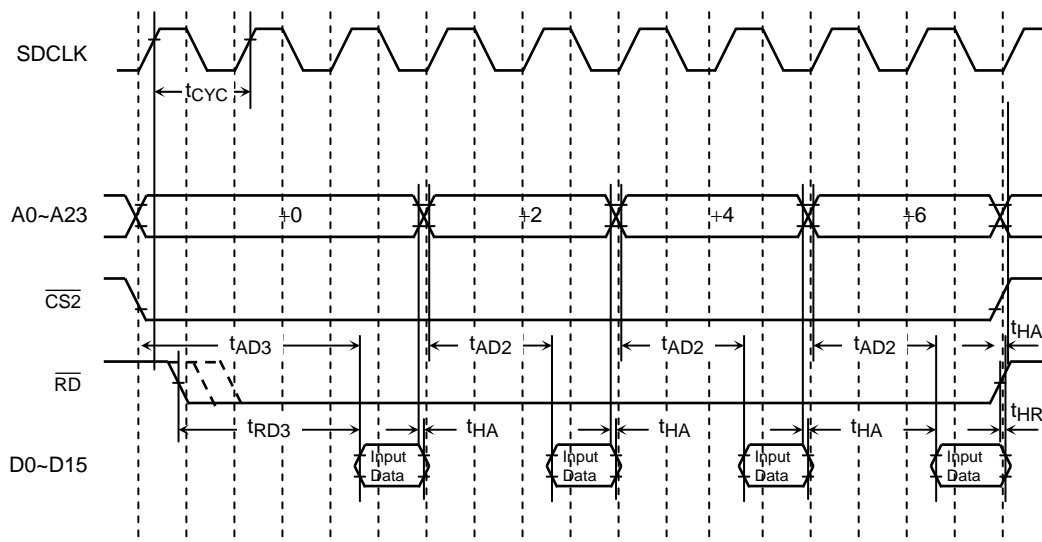 SDCLK
tCYC
A0~A23
+0
+2
+4
+6
CS2
tAD3
tAD2
tAD2
tAD2
tHA
RD
tRD3
tHA
tHA
tHA
tHR
D0~D15
Input
Data
Input
Data
Input
Data
Input
Data